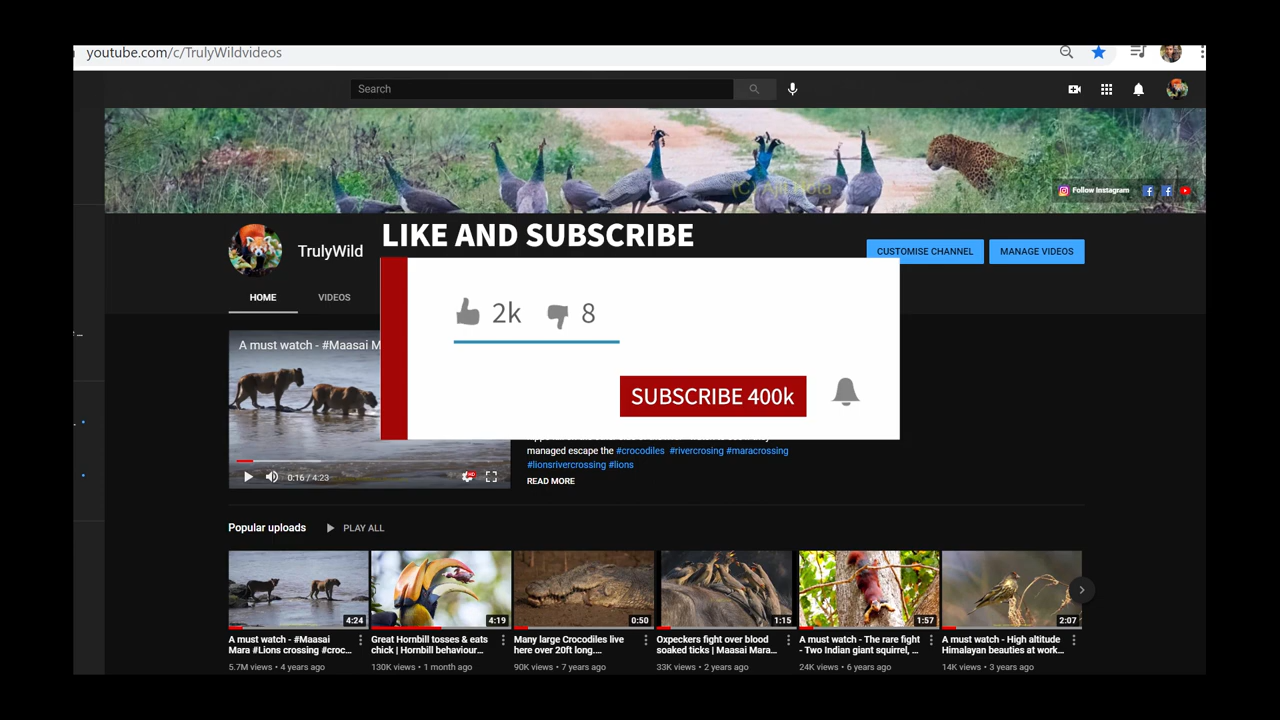 youtube.com/c/TrulyWildvideos
Search
Follow Instagram
LIKE AND SUBSCRIBE
TrulyWild
CUSTOMISE CHANNEL
MANAGE VIDEOS
HOME
VIDEOS
2k
8
A must watch - #Maasai M
SUBSCRIBE 400k
managed escape the #crocodiles #rivercrosing #maracrossing
#lionsrivercrossing #lions
0:16 / 4:23
HD
READ MORE
Popular uploads
PLAY ALL
4:24
4:19
0:50
1:15
1:57
2:07
A must watch - #Maasai
Mara #Lions crossing #croc...
5.7M views • 4 years ago
Great Hornbill tosses & eats
chick | Hornbill behaviour...
130K views • 1 month ago
Many large Crocodiles live
here over 20ft long....
90K views • 7 years ago
Oxpeckers fight over blood
soaked ticks | Maasai Mara...
33K views • 2 years ago
A must watch - The rare fight
- Two Indian giant squirrel, ...
24K views • 6 years ago
A must watch - High altitude
Himalayan beauties at work...
14K views • 3 years ago